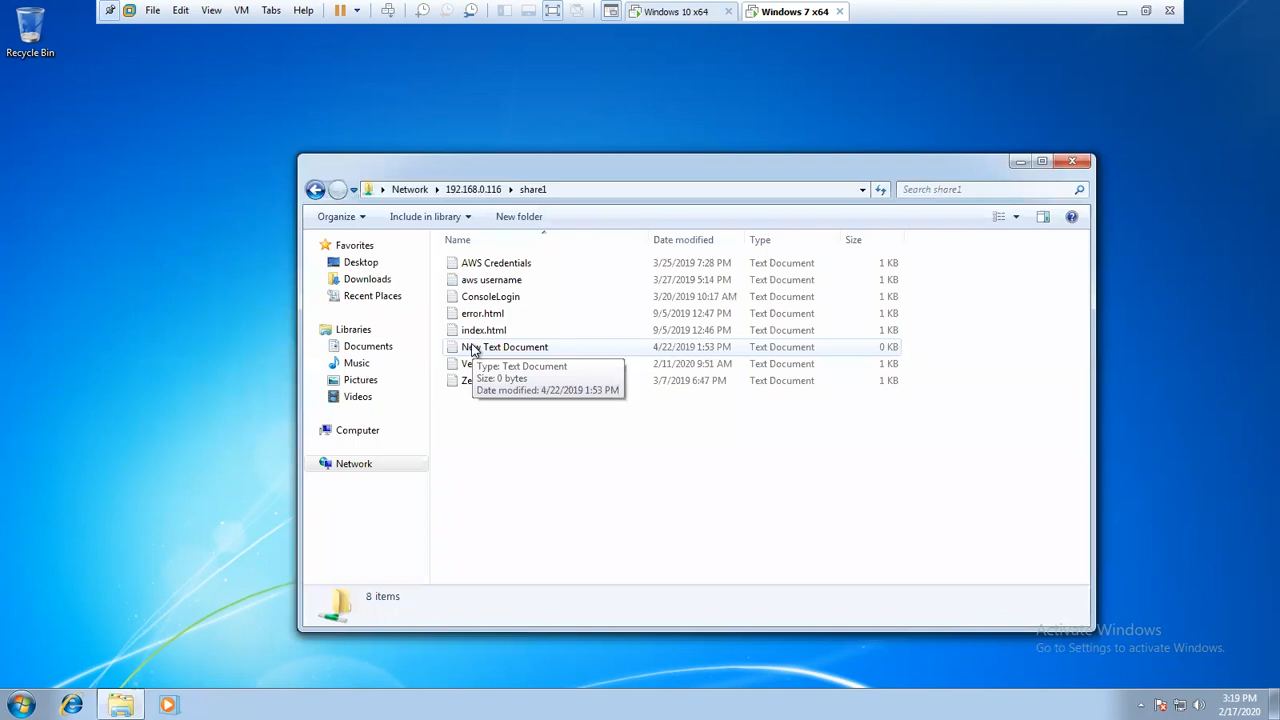 File Edit View VM Tabs Help
Windows 10 x64
Windows 7 x64
Recycle Bin
Network 192.168.0.116 share1
Search share1
Organize Include in library New folder
Name Date modified Type Size
AWS Credentials 3/25/2019 7:28 PM Text Document 1 KB
aws username 3/27/2019 5:14 PM Text Document 1 KB
ConsoleLogin 3/20/2019 10:17 AM Text Document 1 KB
error.html 9/5/2019 12:47 PM Text Document 1 KB
index.html 9/5/2019 12:46 PM Text Document 1 KB
New Text Document 4/22/2019 1:53 PM Text Document 0 KB
2/11/2020 9:51 AM Text Document 1 KB
3/7/2019 6:47 PM Text Document 1 KB
Type: Text Document
Size: 0 bytes
Date modified: 4/22/2019 1:53 PM
Favorites
Desktop
Downloads
Recent Places
Libraries
Documents
Music
Pictures
Videos
Computer
Network
8 items
Activate Windows
Go to Settings to activate Windows.
3:19 PM
2/17/2020